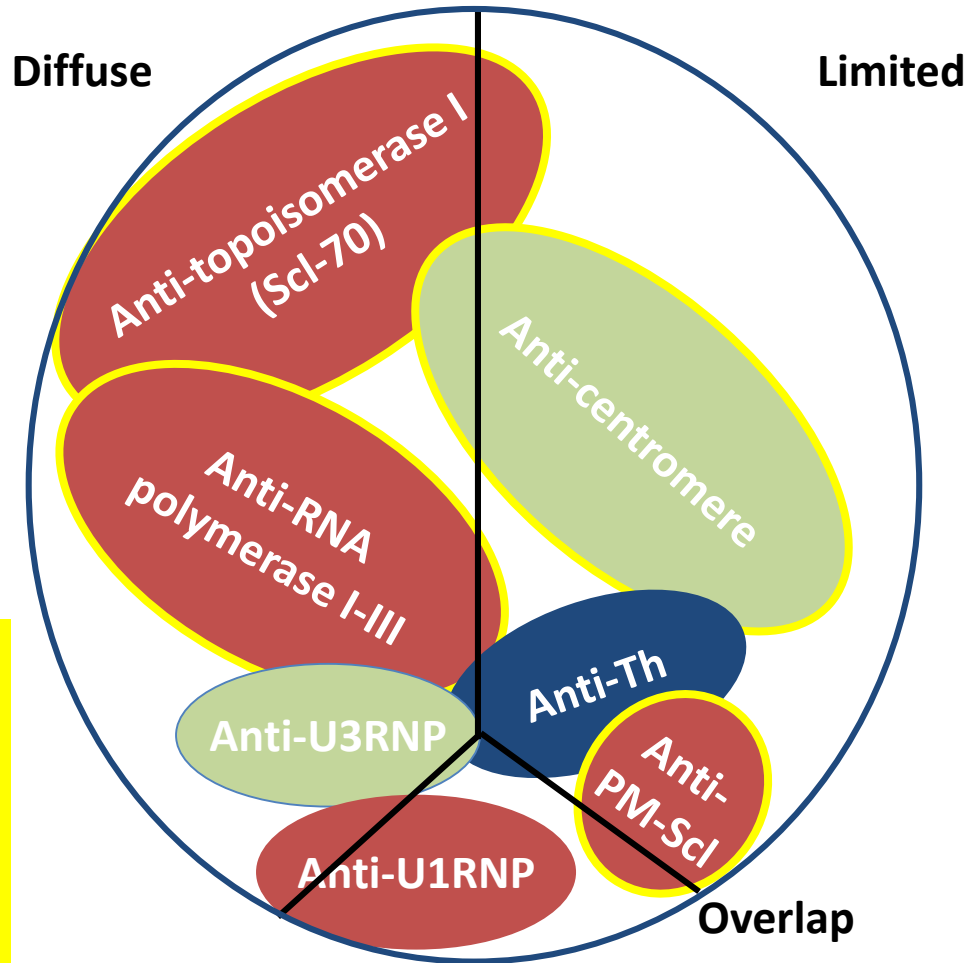 Diffuse
Limited
Anti-topoisomerase I
(Scl-70)
Anti-centromere
Anti-RNA
polymerase I-III
Anti-Th
Anti-U3RNP
Anti-
PM-Scl
Anti-U1RNP
Overlap